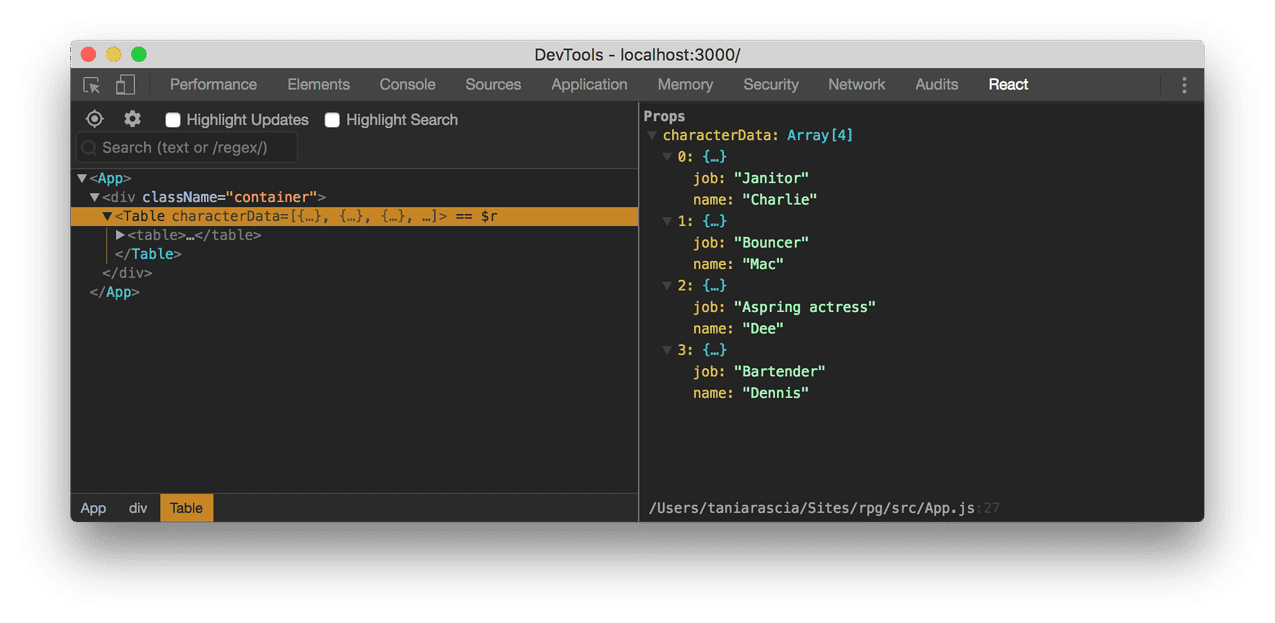 DevTools - localhost:3000/
Performance Elements Console Sources Application Memory Security Network Audits React
Highlight Updates Highlight Search
Search (text or /regex/)
<App>
<div className="container">
<Table characterData=[{…}, {…}, {…}, …]> == $r
<table>…</table>
</Table>
</div>
</App>
App div Table
Props
characterData: Array[4]
0: {…}
job: "Janitor"
name: "Charlie"
1: {…}
job: "Bouncer"
name: "Mac"
2: {…}
job: "Aspring actress"
name: "Dee"
3: {…}
job: "Bartender"
name: "Dennis"
/Users/taniarascia/Sites/rpg/src/App.js:27